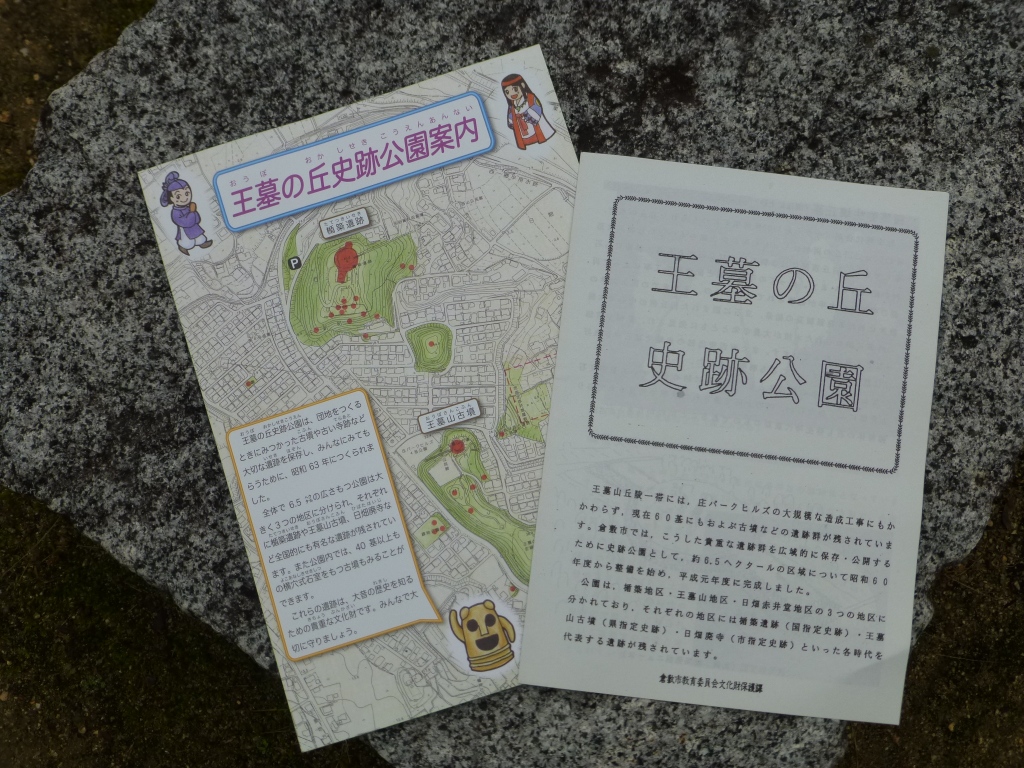 おうぼ おかしせき こうえんあんない
王墓の丘史跡公園案内
楯築遺跡
P
王墓山古墳
王墓の丘史跡公園は、団地をつくる
ときにみつかった古墳や古い寺跡など
大切な遺跡を保存し、みんなにみても
らうために、昭和 63 年につくられま
した。
全体で 6.5 ㌶の広さもつ公園は大
きく3つの地区に分けられ、それぞれ
に楯築遺跡や王墓山古墳、日畑廃寺な
ど全国的にも有名な遺跡が残されてい
ます。また公園内では、40 基以上も
の横穴式石室をもつ古墳もみることが
できます。
これらの遺跡は、大昔の歴史を知る
ための貴重な文化財です。みんなで大
切に守りましょう。
王墓の丘
史跡公園
王墓山丘陵一帯には，庄パークヒルズの大規模な造成工事にもか
かわらず，現在６０基にもおよぶ古墳などの遺跡群が残されていま
す。倉敷市では，こうした貴重な遺跡群を広域的に保存・公開する
ために史跡公園として，約6.5ヘクタールの区域について昭和６０
年度から整備を始め，平成元年度に完成しました。
公園は，楯築地区・王墓山地区・日畑赤井堂地区の３つの地区に
分かれており，それぞれの地区には楯築遺跡（国指定史跡）・王墓
山古墳（県指定史跡）・日畑廃寺（市指定史跡）といった各時代を
代表する遺跡が残されています。
倉敷市教育委員会文化財保護課